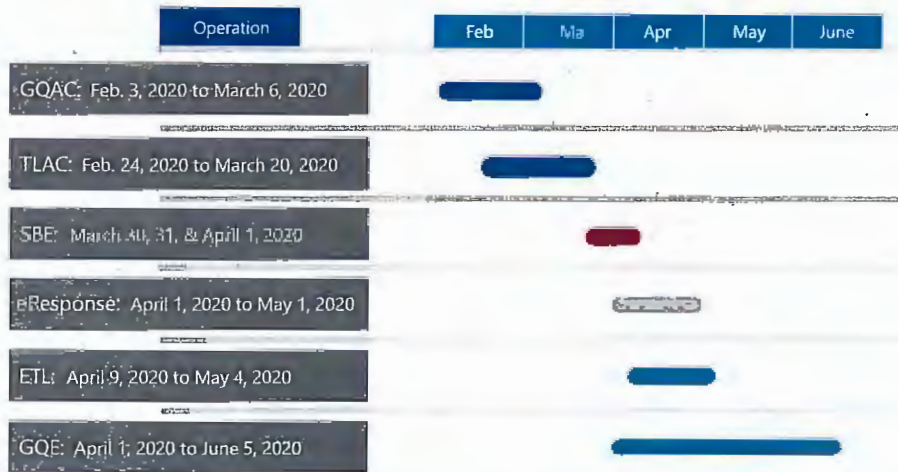 Operation
Feb Ma Apr May June
GQAC: Feb. 3, 2020 to March 6, 2020
TLAC: Feb. 24, 2020 to March 20, 2020
SBE: March 30, 31, & April 1, 2020
eResponse: April 1, 2020 to May 1, 2020
ETL: April 9, 2020 to May 4, 2020
GQE: April 1, 2020 to June 5, 2020